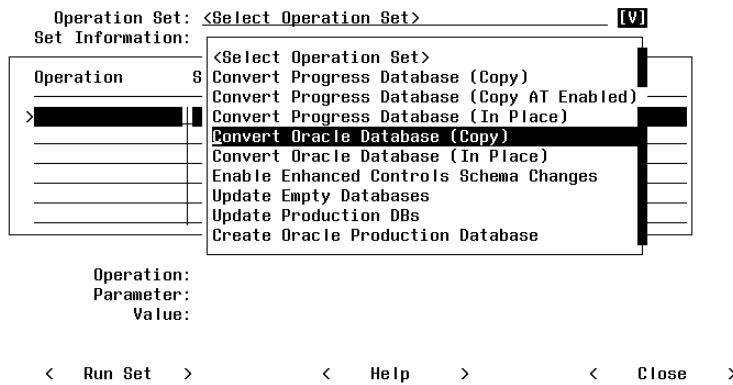 Operation Set: <Select Operation Set> [V]
Set Information:
<Select Operation Set>
Operation S Convert Progress Database (Copy)
Convert Progress Database (Copy AT Enabled)
> Convert Progress Database (In Place)
Convert Oracle Database (Copy)
Convert Oracle Database (In Place)
Enable Enhanced Controls Schema Changes
Update Empty Databases
Update Production DBs
Create Oracle Production Database
Operation:
Parameter:
Value:
< Run Set > < Help > < Close >